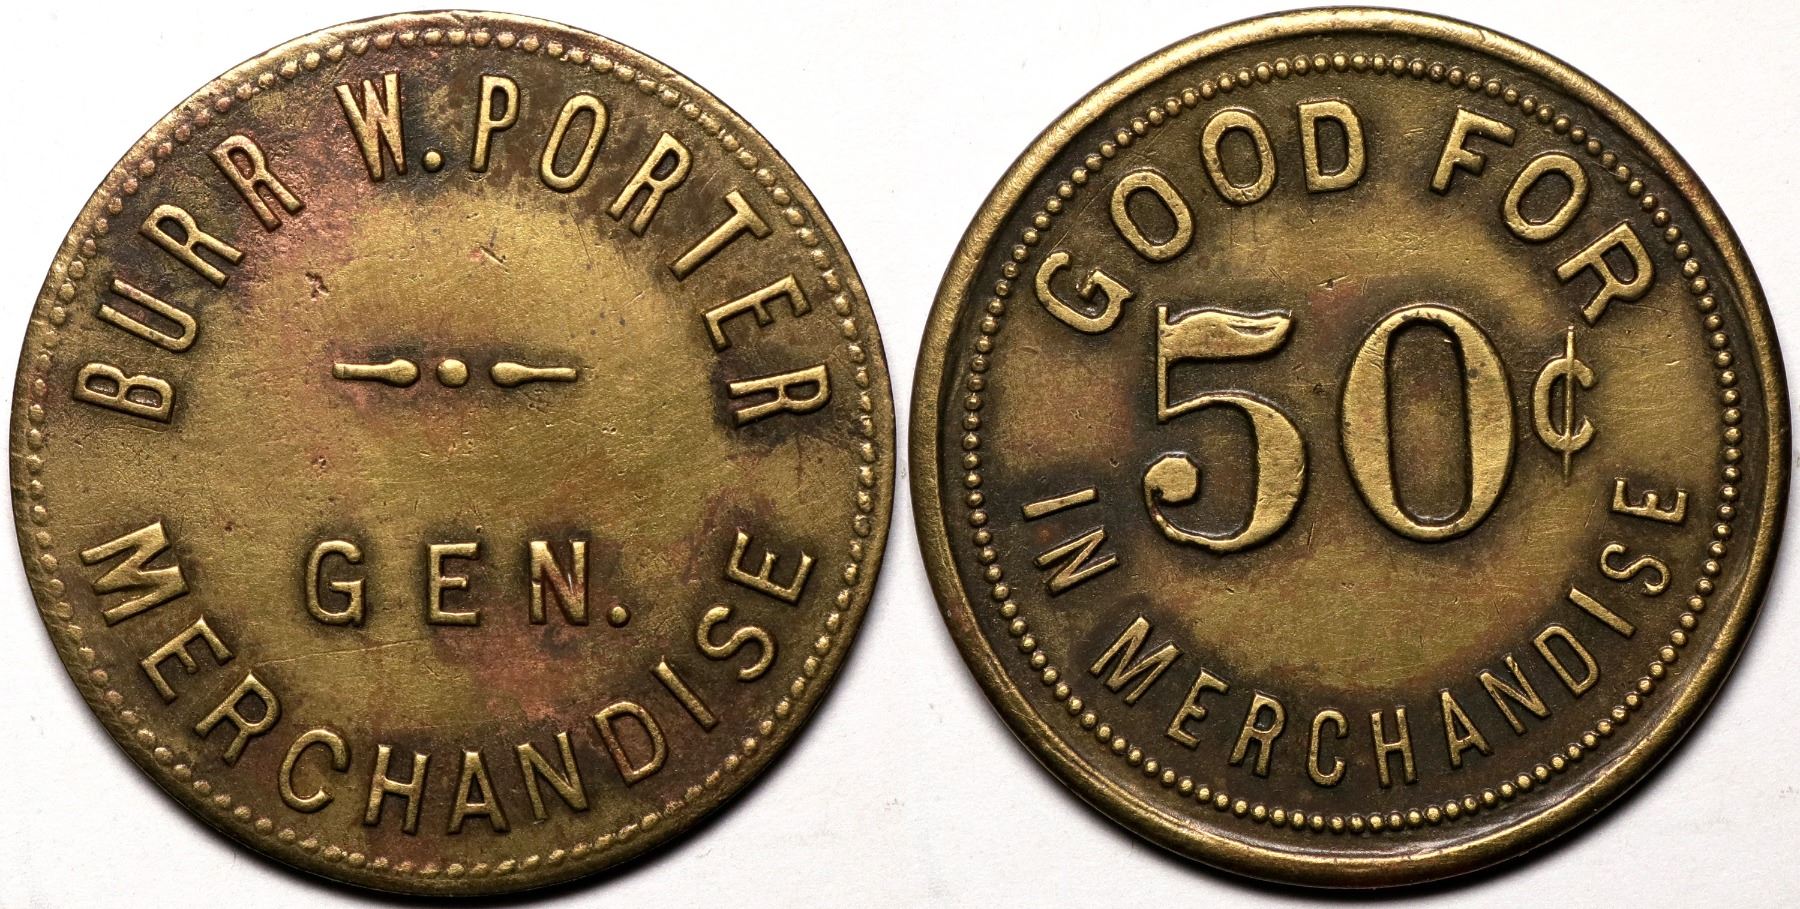 BURR W. PORTER
GEN.
MERCHANDISE
GOOD FOR
50¢
IN MERCHANDISE